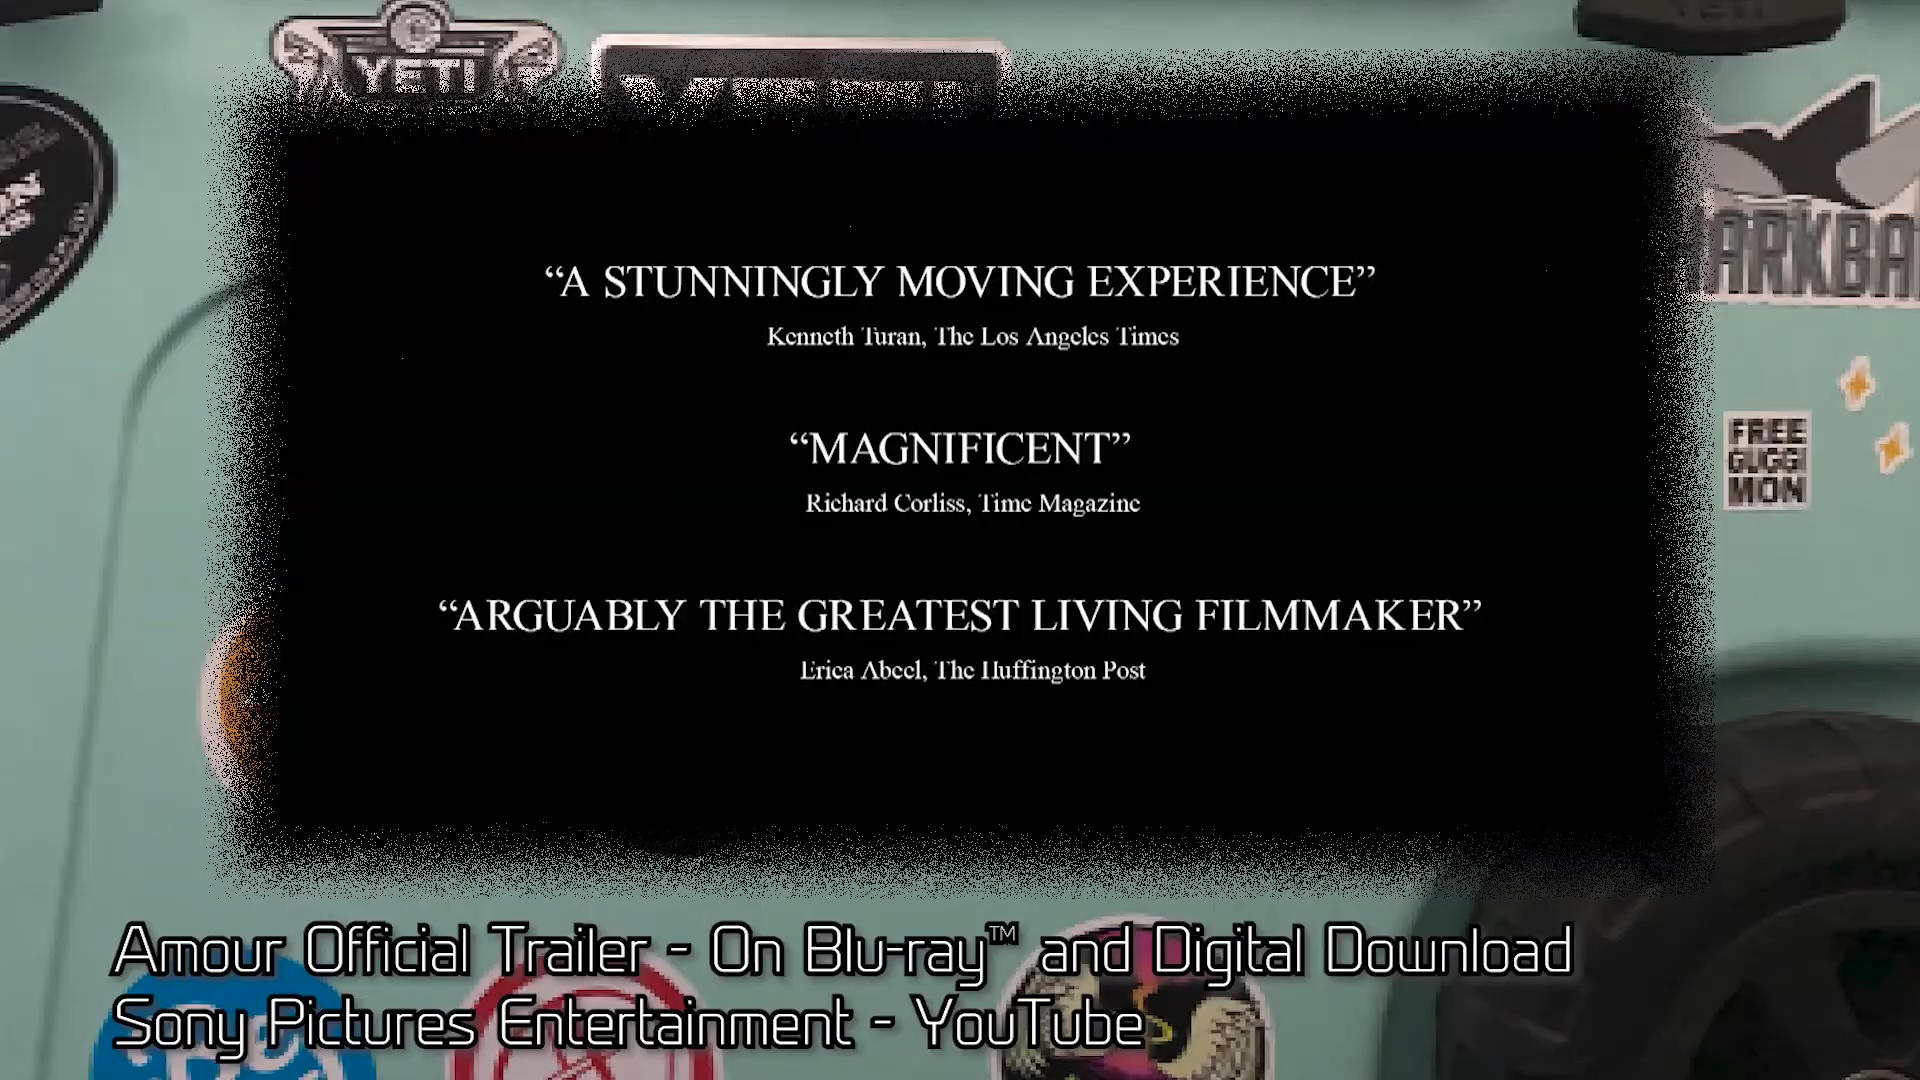 YETI
YETI
“A STUNNINGLY MOVING EXPERIENCE”
Kenneth Turan, The Los Angeles Times
“MAGNIFICENT”
Richard Corliss, Time Magazine
FREE
GUGGI
MON
“ARGUABLY THE GREATEST LIVING FILMMAKER”
Erica Abeel, The Huffington Post
Amour Official Trailer - On Blu-ray™ and Digital Download
Sony Pictures Entertainment - YouTube